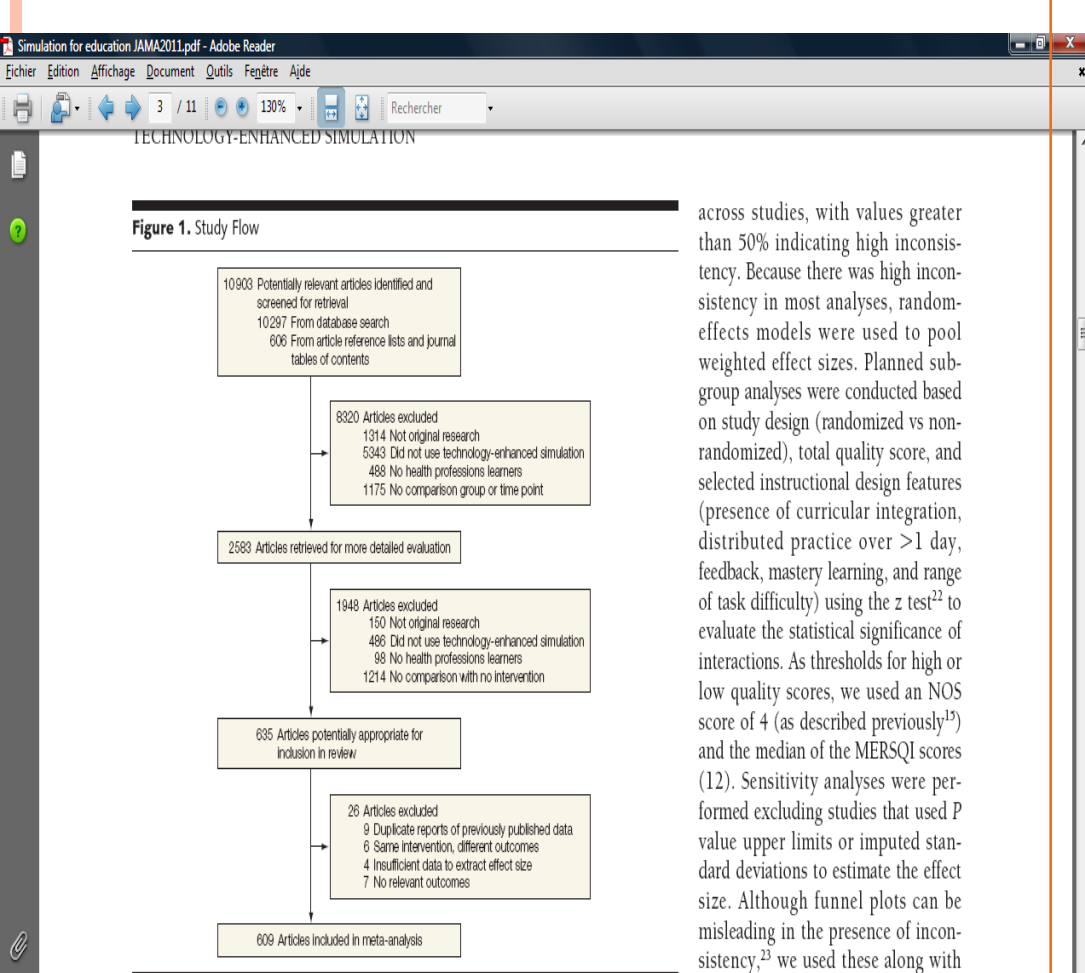 Simulation for education JAMA2011.pdf - Adobe Reader
Fichier Edition Affichage Document Outils Fenêtre Aide
3 / 11 130% Rechercher
TECHNOLOGY-ENHANCED SIMULATION
Figure 1. Study Flow
10903 Potentially relevant articles identified and
screened for retrieval
10297 From database search
606 From article reference lists and journal
tables of contents
8320 Articles excluded
1314 Not original research
5343 Did not use technology-enhanced simulation
488 No health professions learners
1175 No comparison group or time point
2583 Articles retrieved for more detailed evaluation
1948 Articles excluded
150 Not original research
486 Did not use technology-enhanced simulation
98 No health professions learners
1214 No comparison with no intervention
635 Articles potentially appropriate for
inclusion in review
26 Articles excluded
9 Duplicate reports of previously published data
6 Same intervention, different outcomes
4 Insufficient data to extract effect size
7 No relevant outcomes
609 Articles included in meta-analysis
across studies, with values greater
than 50% indicating high inconsis-
tency. Because there was high incon-
sistency in most analyses, random-
effects models were used to pool
weighted effect sizes. Planned sub-
group analyses were conducted based
on study design (randomized vs non-
randomized), total quality score, and
selected instructional design features
(presence of curricular integration,
distributed practice over >1 day,
feedback, mastery learning, and range
of task difficulty) using the z test22 to
evaluate the statistical significance of
interactions. As thresholds for high or
low quality scores, we used an NOS
score of 4 (as described previously15)
and the median of the MERSQI scores
(12). Sensitivity analyses were per-
formed excluding studies that used P
value upper limits or imputed stan-
dard deviations to estimate the effect
size. Although funnel plots can be
misleading in the presence of incon-
sistency,23 we used these along with